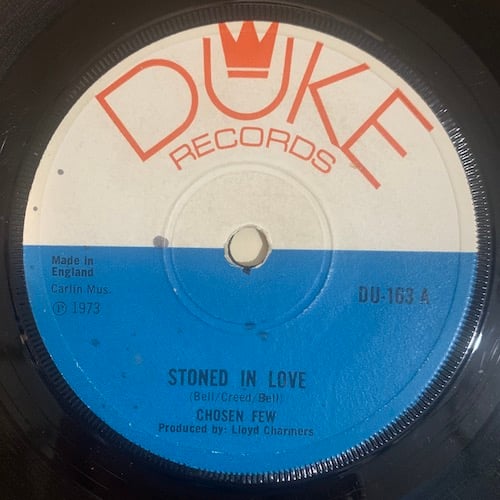 DUKE
RECORDS
Made in
England
Carlin Mus.
Ⓟ 1973
DU-163 A
STONED IN LOVE
(Bell/Creed/Bell)
CHOSEN FEW
Produced by: Lloyd Charmers